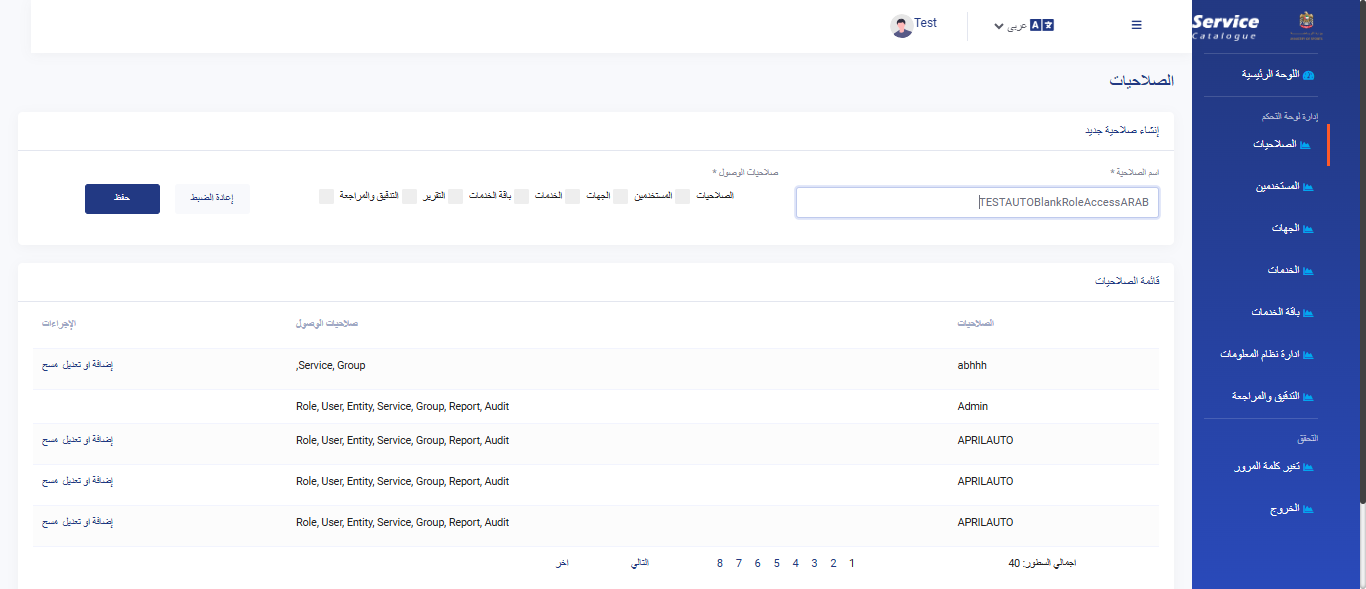 Service
Catalogue
Test
عربى
اللوحة الرئيسية
إدارة لوحة التحكم
الصلاحيات
المستخدمين
الجهات
الخدمات
باقة الخدمات
ادارة نظام المعلومات
التدقيق والمراجعة
التحقق
تغير كلمة المرور
الخروج
الصلاحيات
إنشاء صلاحية جديد
اسم الصلاحية *
TESTAUTOBlankRoleAccessARAB
صلاحيات الوصول *
الصلاحيات المستخدمين الجهات الخدمات باقة الخدمات التقرير التدقيق والمراجعة
إعادة الضبط
حفظ
قائمة الصلاحيات
الصلاحيات صلاحيات الوصول الإجراءات
abhhh ,Service, Group إضافة او تعديل مسح
Admin Role, User, Entity, Service, Group, Report, Audit
APRILAUTO Role, User, Entity, Service, Group, Report, Audit إضافة او تعديل مسح
APRILAUTO Role, User, Entity, Service, Group, Report, Audit إضافة او تعديل مسح
APRILAUTO Role, User, Entity, Service, Group, Report, Audit إضافة او تعديل مسح
اجمالي السطور: 40 1 2 3 4 5 6 7 8 التالي اخر